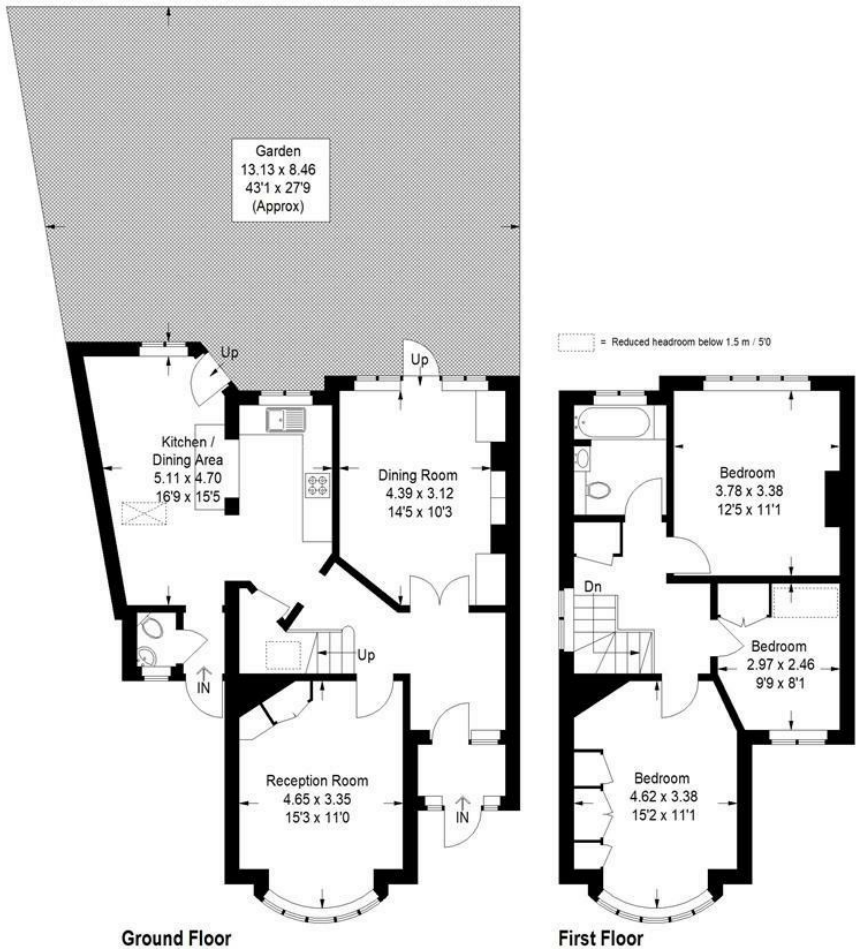 Garden
13.13 x 8.46
43'1 x 27'9
(Approx)
= Reduced headroom below 1.5 m / 5'0
Up
Up
Kitchen /
Dining Area
5.11 x 4.70
16'9 x 15'5
Dining Room
4.39 x 3.12
14'5 x 10'3
Bedroom
3.78 x 3.38
12'5 x 11'1
Dn
Up
IN
Bedroom
2.97 x 2.46
9'9 x 8'1
Reception Room
4.65 x 3.35
15'3 x 11'0
IN
Bedroom
4.62 x 3.38
15'2 x 11'1
Ground Floor
First Floor